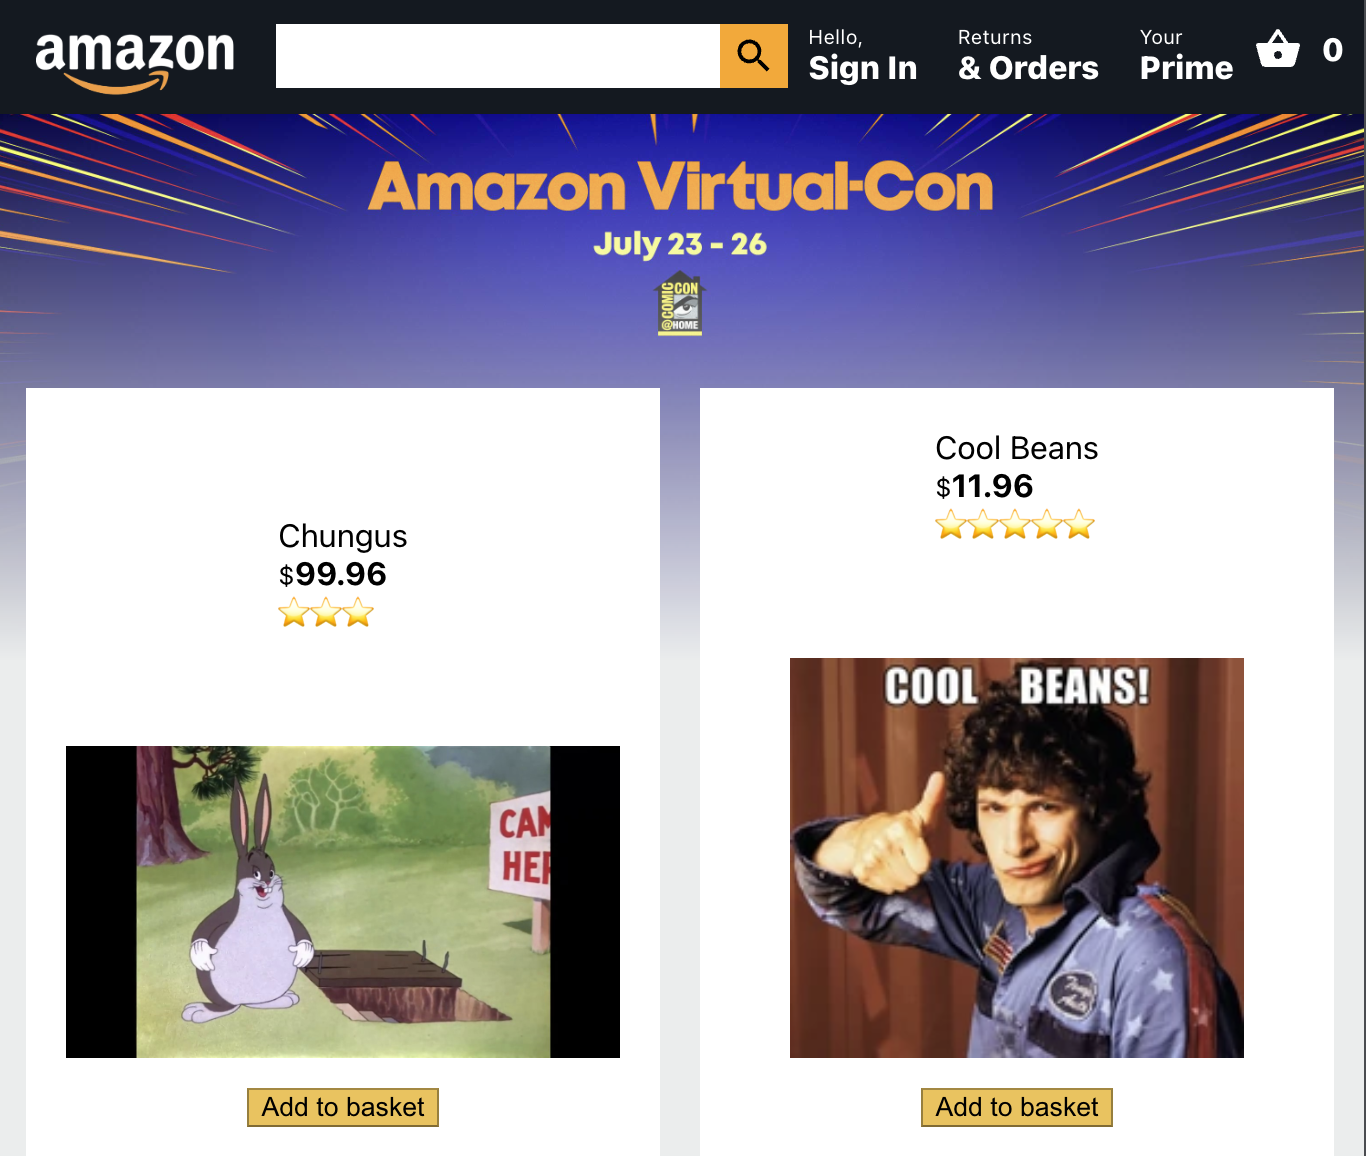 amazon
Hello,
Sign In
Returns
& Orders
Your
Prime
0
Amazon Virtual-Con
July 23 - 26
@COMIC CON
@HOME
Chungus
$99.96
Cool Beans
$11.96
COOL BEANS!
CAM
HER
Add to basket
Add to basket